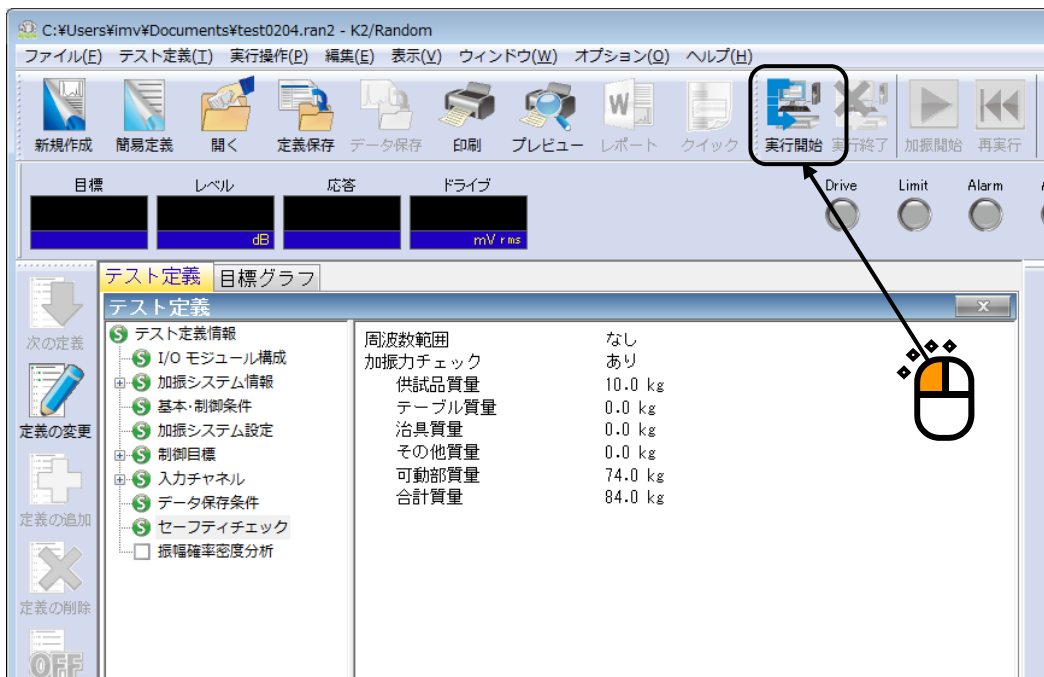 C:¥Users¥imv¥Documents¥test0204.ran2 - K2/Random
ファイル(F) テスト定義(T) 実行操作(P) 編集(E) 表示(V) ウィンドウ(W) オプション(O) ヘルプ(H)
新規作成 簡易定義 開く 定義保存 データ保存 印刷 プレビュー レポート クイック 実行開始 実行終了 加振開始 再実行
目標 レベル 応答 ドライブ Drive Limit Alarm
dB mV rms
テスト定義 目標グラフ
テスト定義
次の定義
定義の変更
定義の追加
定義の削除
OFF
テスト定義情報
I/O モジュール構成
加振システム情報
基本・制御条件
加振システム設定
制御目標
入力チャネル
データ保存条件
セーフティチェック
振幅確率密度分析
周波数範囲 なし
加振力チェック あり
供試品質量 10.0 kg
テーブル質量 0.0 kg
治具質量 0.0 kg
その他質量 0.0 kg
可動部質量 74.0 kg
合計質量 84.0 kg